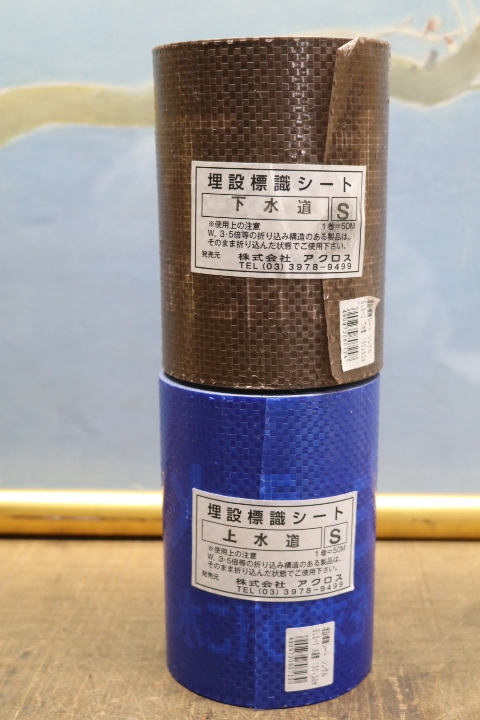 埋設標識シート
下水道 S
※使用上の注意 1巻=50M
W, 3・5倍等の折り込み構造のある製品は、
そのまま折り込んだ状態でご使用下さい。
発売元 株式会社 アクロス
TEL(03)3978-9499
埋設標識シート
上水道 S
※使用上の注意 1巻=50M
W, 3・5倍等の折り込み構造のある製品は、
そのまま折り込んだ状態でご使用下さい。
発売元 株式会社 アクロス
TEL(03)3978-9499